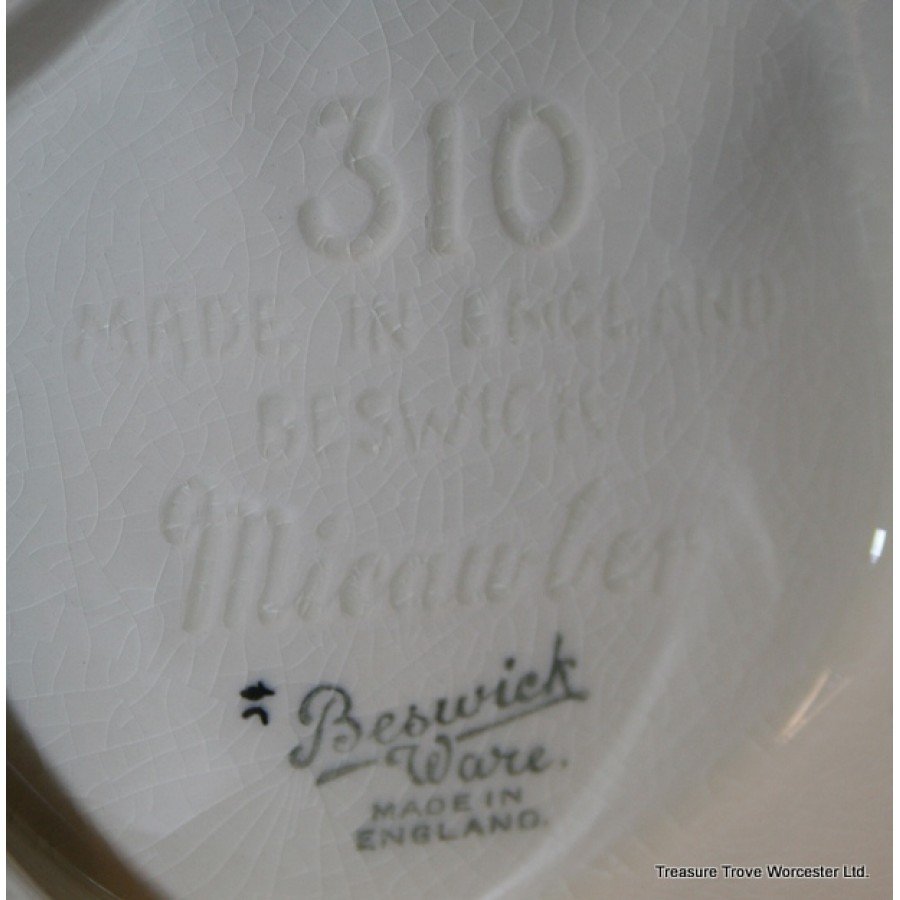 310
MADE IN ENGLAND
BESWICK
Micawber
Beswick
Ware.
MADE IN
ENGLAND.
Treasure Trove Worcester Ltd.